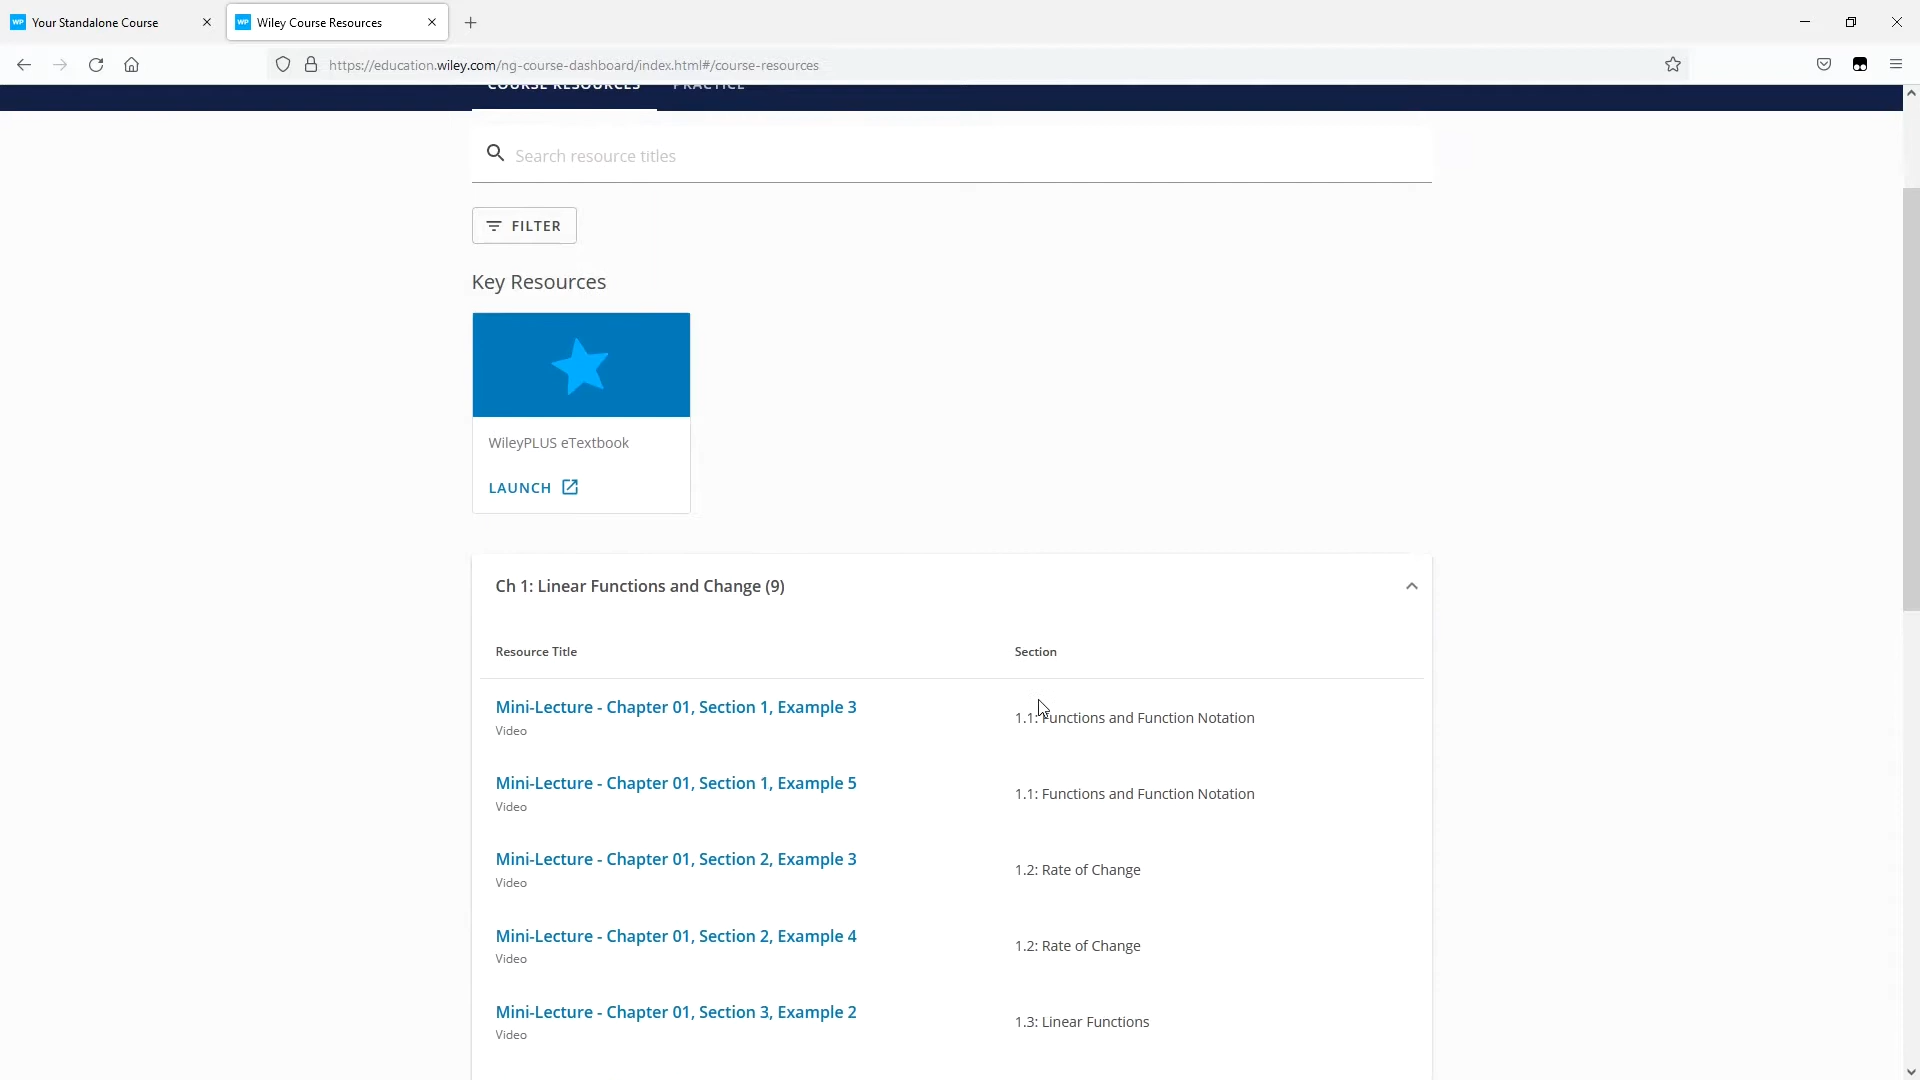 WP Your Standalone Course
WP Wiley Course Resources
https://education.wiley.com/ng-course-dashboard/index.html#/course-resources
COURSE RESOURCES PRACTICE
Search resource titles
FILTER
Key Resources
WileyPLUS eTextbook
LAUNCH
Ch 1: Linear Functions and Change (9)
Resource Title Section
Mini-Lecture - Chapter 01, Section 1, Example 3
Video
1.1: Functions and Function Notation
Mini-Lecture - Chapter 01, Section 1, Example 5
Video
1.1: Functions and Function Notation
Mini-Lecture - Chapter 01, Section 2, Example 3
Video
1.2: Rate of Change
Mini-Lecture - Chapter 01, Section 2, Example 4
Video
1.2: Rate of Change
Mini-Lecture - Chapter 01, Section 3, Example 2
Video
1.3: Linear Functions